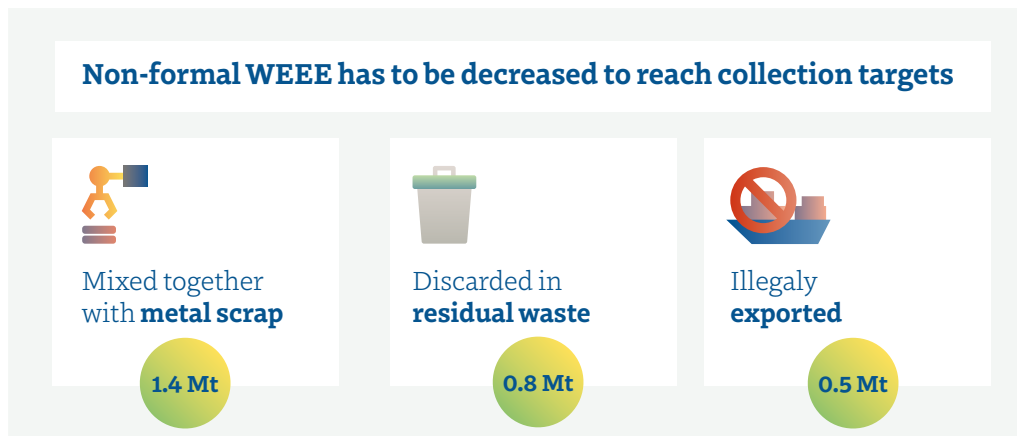 Non-formal WEEE has to be decreased to reach collection targets
Mixed together
with metal scrap
1.4 Mt
Discarded in
residual waste
0.8 Mt
Illegaly
exported
0.5 Mt